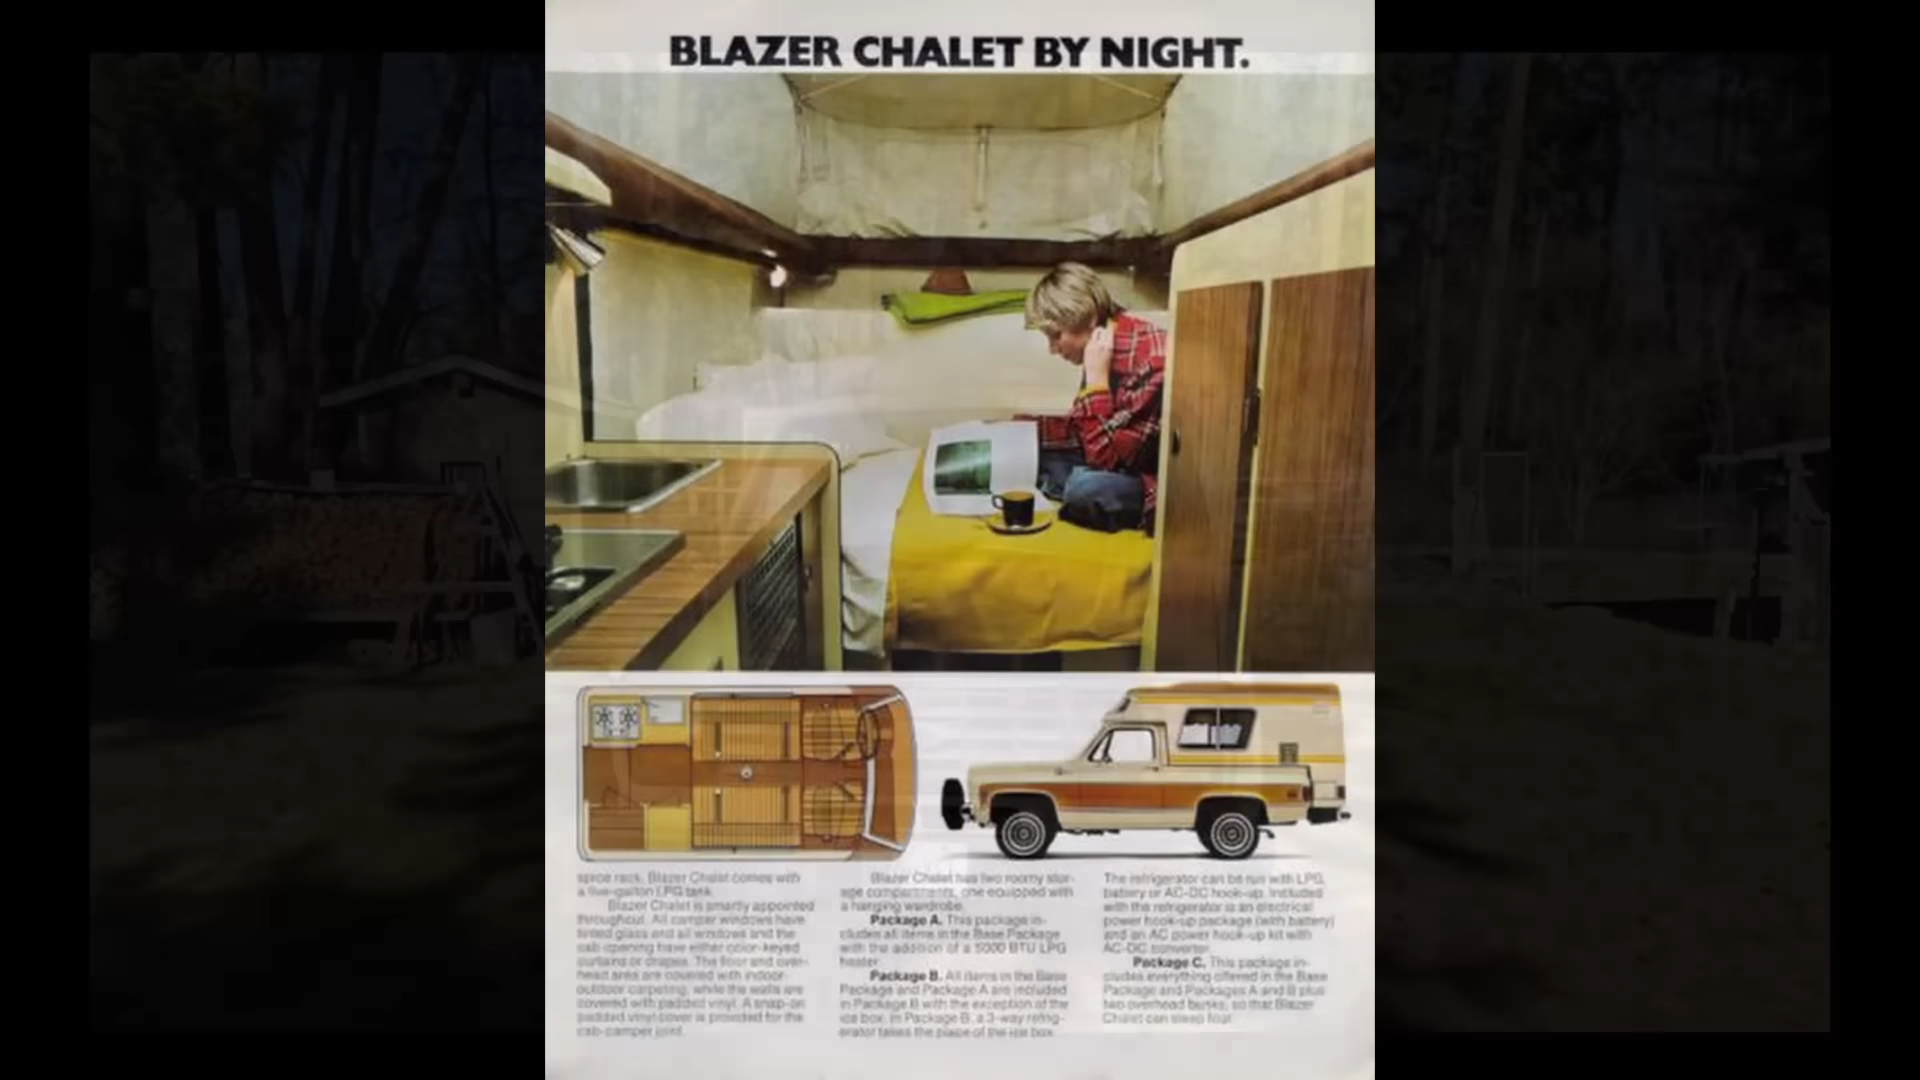 BLAZER CHALET BY NIGHT.
spice rack. Blazer Chalet comes with
a five-gallon LPG tank.
Blazer Chalet is smartly appointed
throughout. All camper windows have
tinted glass and all windows and the
cab opening have either color-keyed
curtains or drapes. The floor and over-
head area are covered with indoor-
outdoor carpeting, while the walls are
covered with padded vinyl. A snap-on
padded vinyl cover is provided for the
cab-camper joint.
Blazer Chalet has two roomy stor-
age compartments, one equipped with
a hanging wardrobe.
Package A. This package in-
cludes all items in the Base Package
with the addition of a 5000 BTU LPG
heater.
Package B. All items in the Base
Package and Package A are included
in Package B with the exception of the
ice box. In Package B, a 3-way refrig-
erator takes the place of the ice box.
The refrigerator can be run with LPG,
battery or AC-DC hook-up. Included
with the refrigerator is an electrical
power hook-up package (with battery)
and an AC power hook-up kit with
AC-DC converter.
Package C. This package in-
cludes everything offered in the Base
Package and Packages A and B plus
two overhead bunks, so that Blazer
Chalet can sleep four.